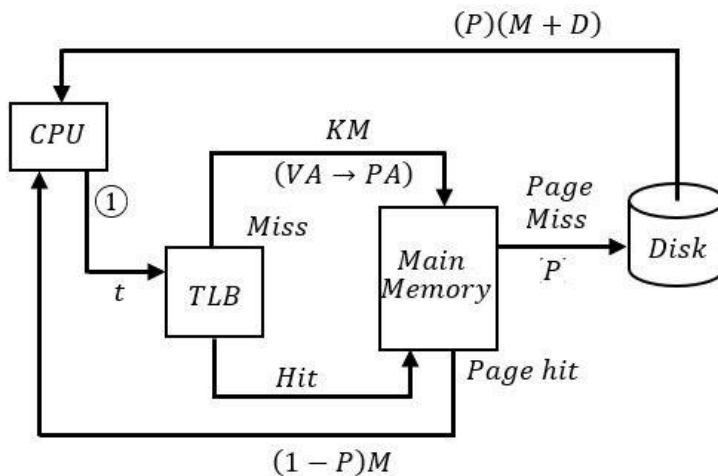 (P)(M + D)
CPU
KM
(VA → PA)
①
Page
Miss
Miss
Main
Memory
Disk
TLB
P
t
Hit
Page hit
(1 − P)M